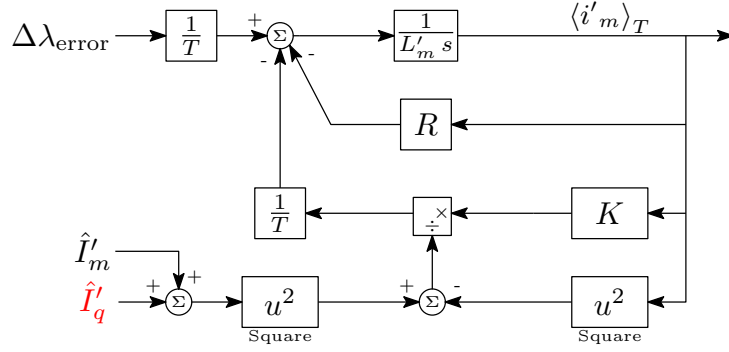 Δλ_error
1/T
+
Σ
-
-
1/(L'_m s)
⟨i'_m⟩_T
R
1/T
×
÷
K
Î'_m
+
+
Î'_q
Σ
u²
Square
+
Σ
-
u²
Square